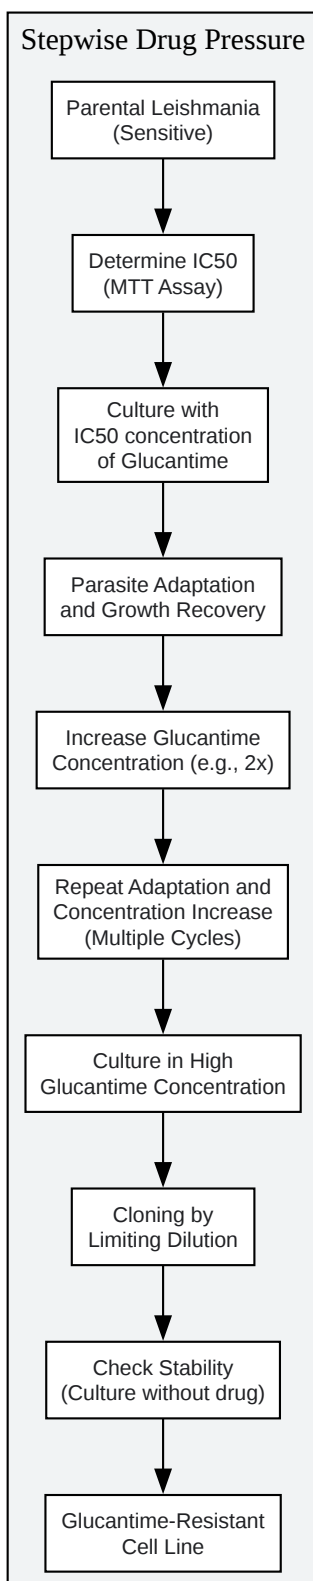 Stepwise Drug Pressure
Parental Leishmania
(Sensitive)
Determine IC50
(MTT Assay)
Culture with
IC50 concentration
of Glucantime
Parasite Adaptation
and Growth Recovery
Increase Glucantime
Concentration (e.g., 2x)
Repeat Adaptation and
Concentration Increase
(Multiple Cycles)
Culture in High
Glucantime Concentration
Cloning by
Limiting Dilution
Check Stability
(Culture without drug)
Glucantime-Resistant
Cell Line